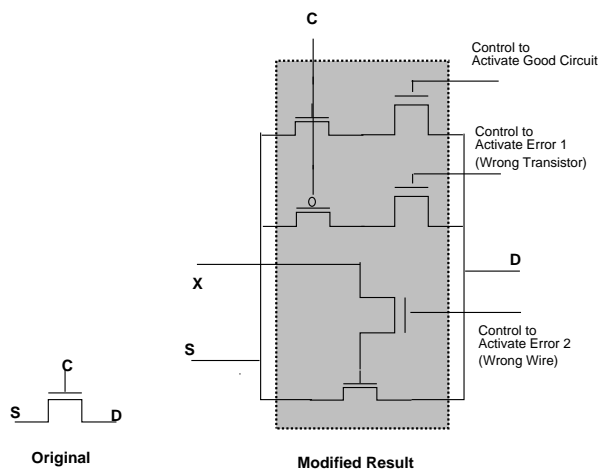 C
Control to
Activate Good Circuit
Control to
Activate Error 1
(Wrong Transistor)
D
X
Control to
Activate Error 2
(Wrong Wire)
S
C
S
D
Original
Modified Result